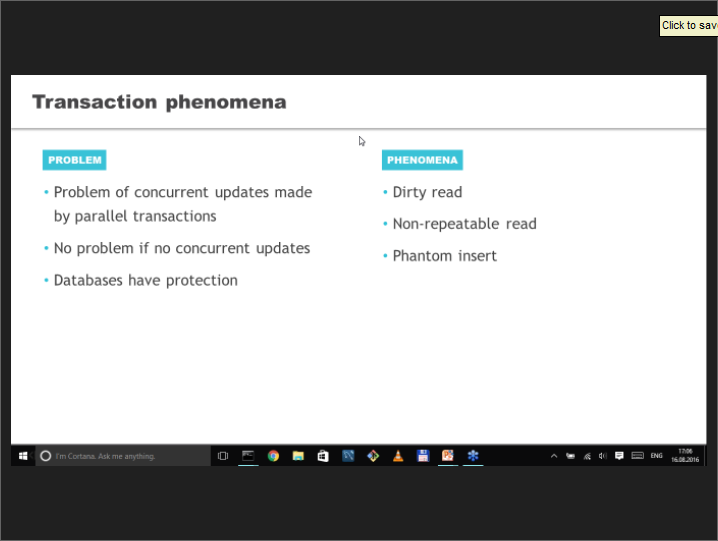 Click to sav
Transaction phenomena
PROBLEM
• Problem of concurrent updates made
by parallel transactions
• No problem if no concurrent updates
• Databases have protection
PHENOMENA
• Dirty read
• Non-repeatable read
• Phantom insert
I'm Cortana. Ask me anything.
ENG
17:06
16.08.2016